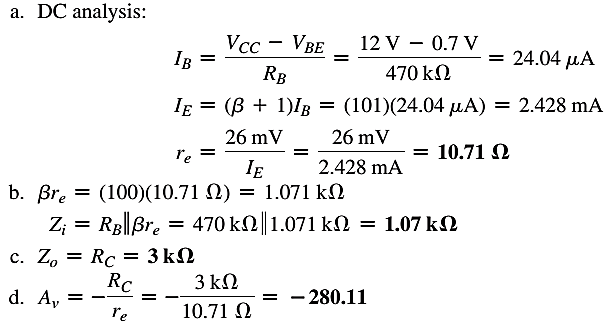 a. DC analysis:
I_B = (V_CC − V_BE)/R_B = (12 V − 0.7 V)/(470 kΩ) = 24.04 μA
I_E = (β + 1)I_B = (101)(24.04 μA) = 2.428 mA
r_e = (26 mV)/I_E = (26 mV)/(2.428 mA) = 10.71 Ω
b. βr_e = (100)(10.71 Ω) = 1.071 kΩ
Z_i = R_B‖βr_e = 470 kΩ‖1.071 kΩ = 1.07 kΩ
c. Z_o = R_C = 3 kΩ
d. A_v = −R_C/r_e = −(3 kΩ)/(10.71 Ω) = −280.11